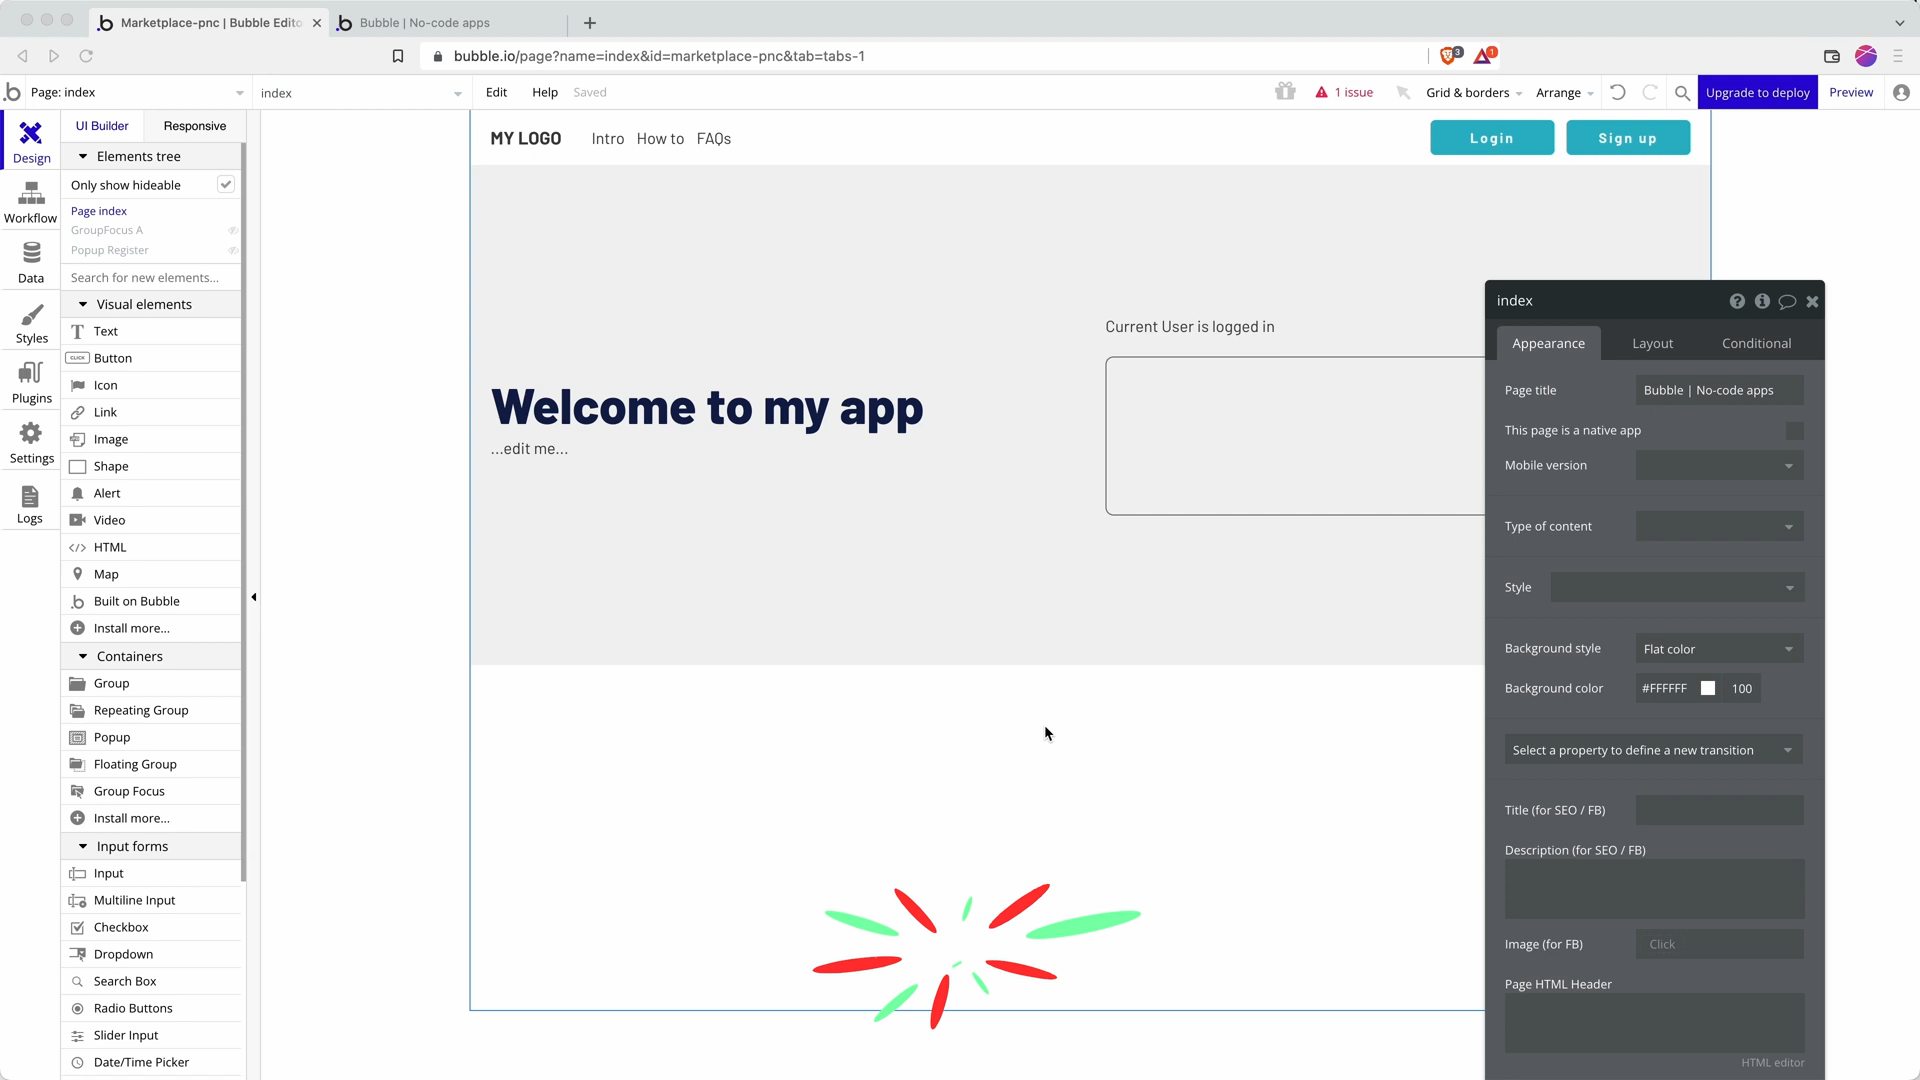 Marketplace-pnc | Bubble Edito
Bubble | No-code apps
bubble.io/page?name=index&id=marketplace-pnc&tab=tabs-1
3
1
Page: index
index
Edit
Help
Saved
1 issue
Grid & borders
Arrange
Upgrade to deploy
Preview
UI Builder
Responsive
Design
Workflow
Data
Styles
Plugins
Settings
Logs
Elements tree
Only show hideable
Page index
GroupFocus A
Popup Register
Search for new elements...
Visual elements
Text
CLICK
Button
Icon
Link
Image
Shape
Alert
Video
HTML
Map
Built on Bubble
Install more...
Containers
Group
Repeating Group
Popup
Floating Group
Group Focus
Install more...
Input forms
Input
Multiline Input
Checkbox
Dropdown
Search Box
Radio Buttons
Slider Input
Date/Time Picker
MY LOGO
Intro
How to
FAQs
Login
Sign up
Current User is logged in
Welcome to my app
...edit me...
index
Appearance
Layout
Conditional
Page title
Bubble | No-code apps
This page is a native app
Mobile version
Type of content
Style
Background style
Flat color
Background color
#FFFFFF
100
Select a property to define a new transition
Title (for SEO / FB)
Description (for SEO / FB)
Image (for FB)
Click
Page HTML Header
HTML editor